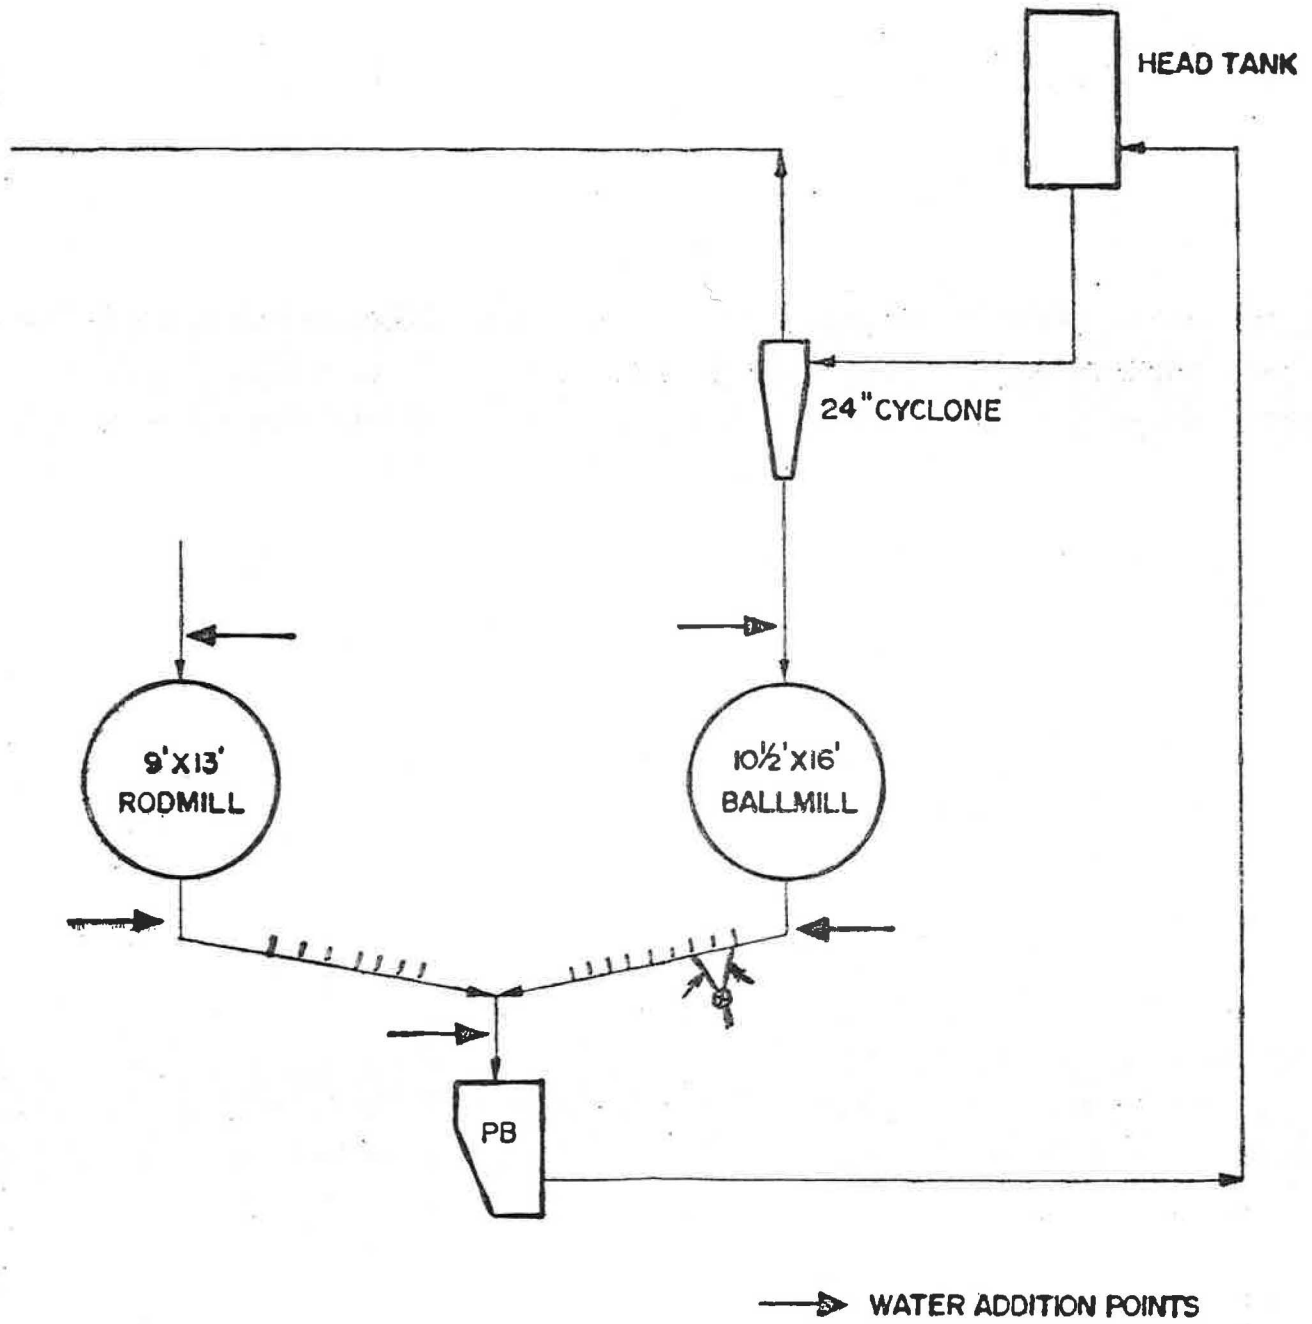 HEAD TANK
24" CYCLONE
9'X13'
RODMILL
10½'X16'
BALLMILL
PB
WATER ADDITION POINTS